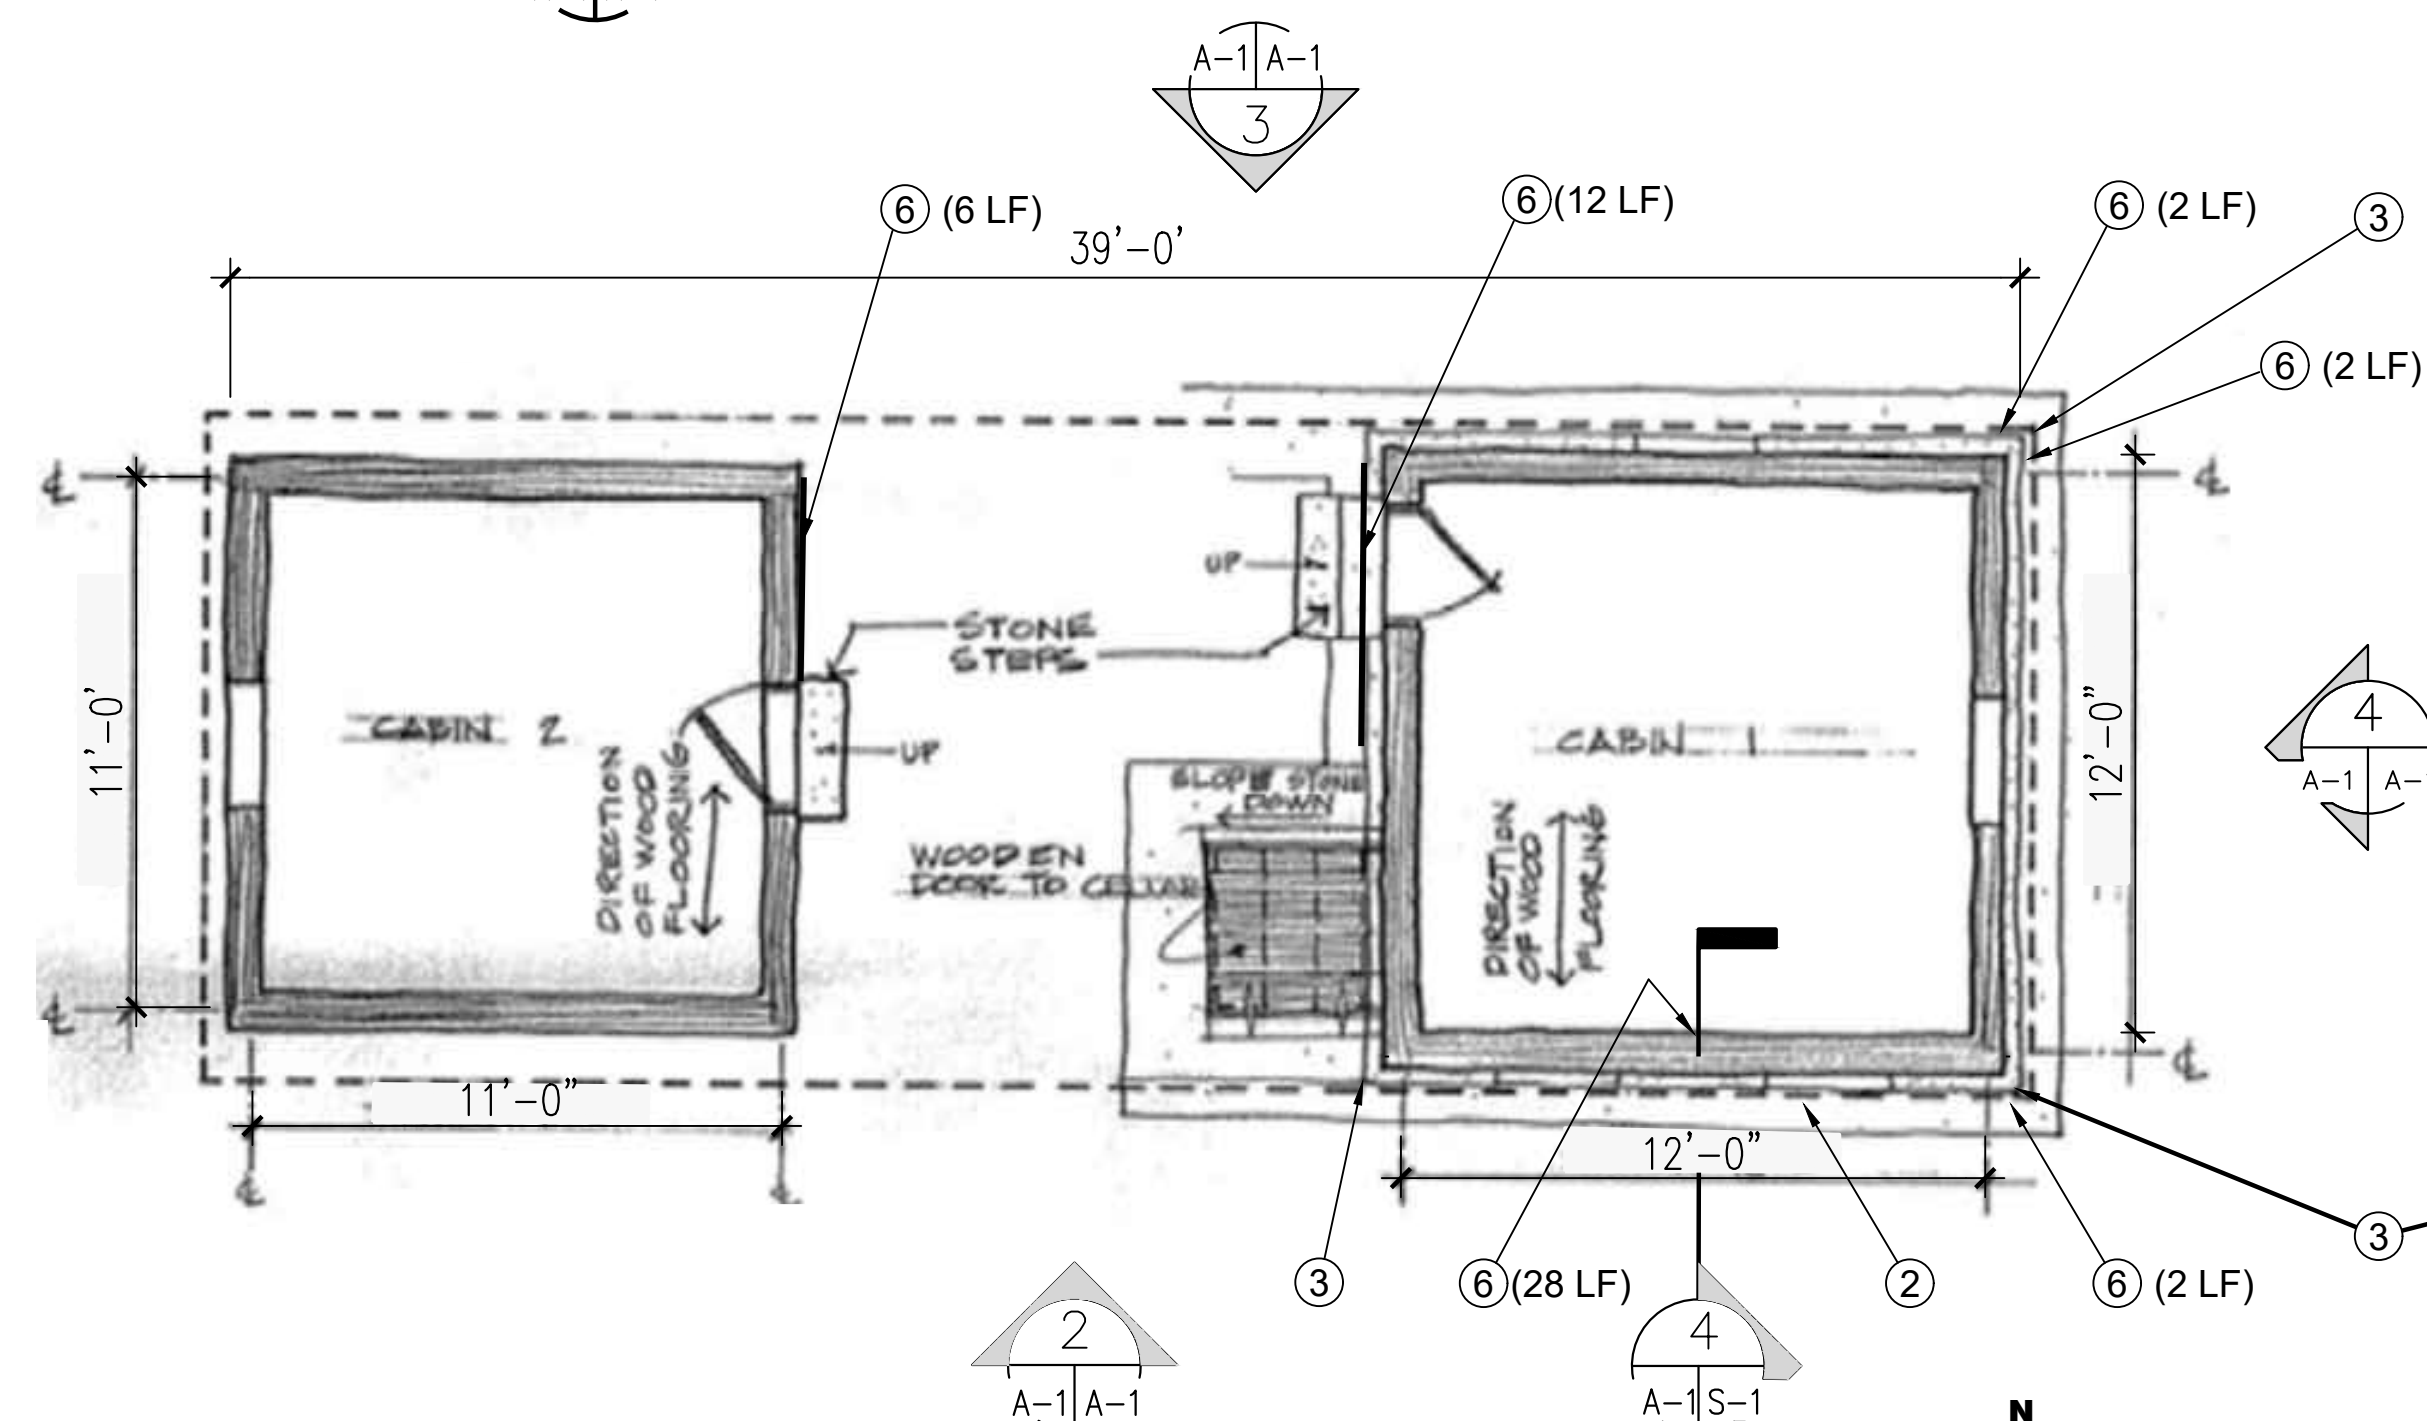 A-1 A-1
3
6 (6 LF)
6 (12 LF)
6 (2 LF)
3
39'-0'
6 (2 LF)
℄
℄
UP
STONE
STEPS
11'-0'
CABIN 2
UP
DIRECTION
OF WOOD
FLOORING
SLOPE STONE
DOWN
WOODEN
DOOR TO CELLAR
CABIN 1
DIRECTION
OF WOOD
FLOORING
12'-0"
4
A-1 A-
℄
℄
11'-0"
12'-0"
℄
℄
3
6 (28 LF)
2
6 (2 LF)
3
2
A-1 A-1
4
A-1 S-1
N